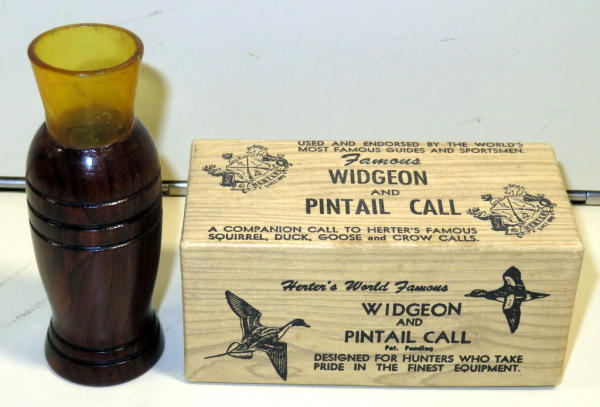 USED AND ENDORSED BY THE WORLD'S
MOST FAMOUS GUIDES AND SPORTSMEN.
Famous
WIDGEON
AND
PINTAIL CALL
A COMPANION CALL TO HERTER'S FAMOUS
SQUIRREL, DUCK, GOOSE and CROW CALLS.
Herter's World Famous
WIDGEON
AND
PINTAIL CALL
Pat. Pending
DESIGNED FOR HUNTERS WHO TAKE
PRIDE IN THE FINEST EQUIPMENT.